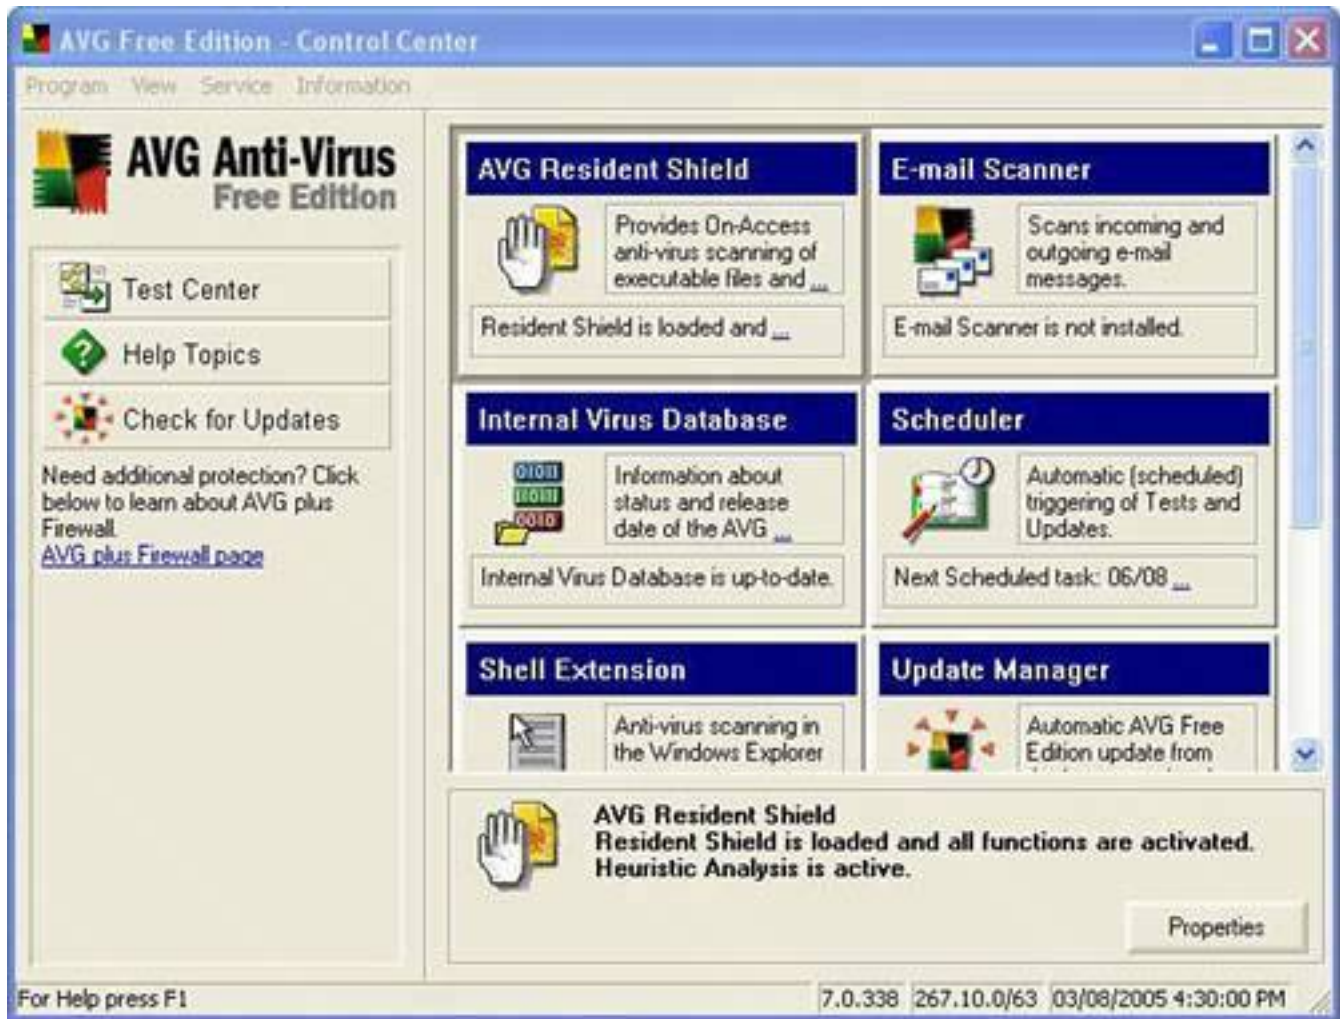 AVG Free Edition - Control Center
Program View Service Information
AVG Anti-Virus
Free Edition
Test Center
Help Topics
Check for Updates
Need additional protection? Click
below to learn about AVG plus
Firewall.
AVG plus Firewall page
AVG Resident Shield
Provides On-Access
anti-virus scanning of
executable files and ...
Resident Shield is loaded and ...
E-mail Scanner
Scans incoming and
outgoing e-mail
messages.
E-mail Scanner is not installed.
Internal Virus Database
01011
0010
Information about
status and release
date of the AVG ...
Internal Virus Database is up-to-date.
Scheduler
Automatic (scheduled)
triggering of Tests and
Updates.
Next Scheduled task: 06/08 ...
Shell Extension
Anti-virus scanning in
the Windows Explorer
Update Manager
Automatic AVG Free
Edition update from
AVG Resident Shield
Resident Shield is loaded and all functions are activated.
Heuristic Analysis is active.
Properties
For Help press F1
7.0.338 267.10.0/63 03/08/2005 4:30:00 PM